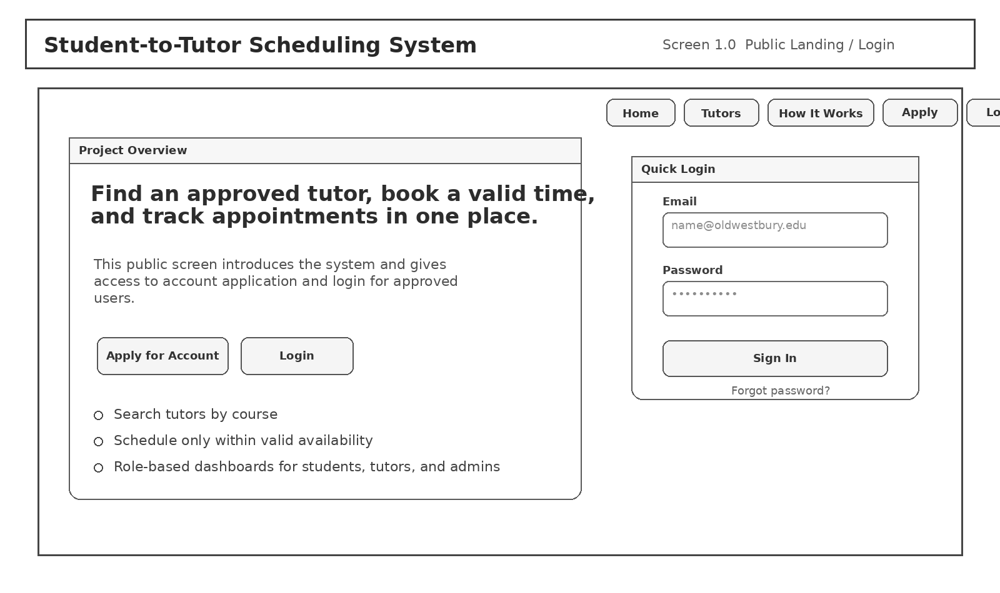 Student-to-Tutor Scheduling System
Screen 1.0 Public Landing / Login
Home
Tutors
How It Works
Apply
Lo
Project Overview
Find an approved tutor, book a valid time,
and track appointments in one place.
This public screen introduces the system and gives
access to account application and login for approved
users.
Apply for Account
Login
Search tutors by course
Schedule only within valid availability
Role-based dashboards for students, tutors, and admins
Quick Login
Email
name@oldwestbury.edu
Password
••••••••••
Sign In
Forgot password?